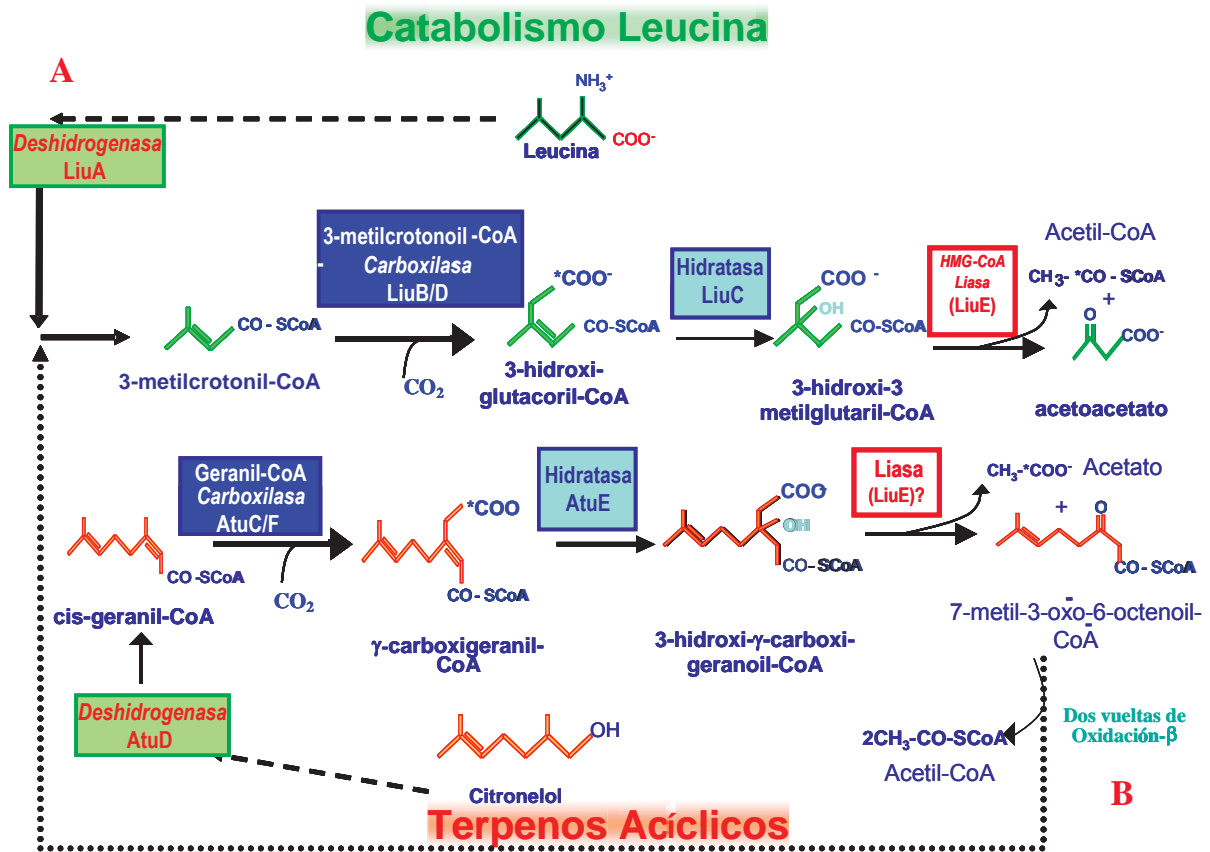 Catabolismo Leucina
A
NH₃⁺
COO⁻
Leucina
Deshidrogenasa
LiuA
3-metilcrotonoil -CoA
- Carboxilasa
LiuB/D
*COO⁻
Hidratasa
LiuC
COO ⁻
OH
HMG-CoA
Liasa
(LiuE)
Acetil-CoA
CH₃- *CO - SCoA
+
O
COO⁻
CO - SCoA
CO₂
CO-SCoA
CO-SCoA
3-metilcrotonil-CoA
3-hidroxi-
glutacoril-CoA
3-hidroxi-3
metilglutaril-CoA
acetoacetato
Geranil-CoA
Carboxilasa
AtuC/F
*COO
Hidratasa
AtuE
COO⁻
OH
Liasa
(LiuE)?
CH₃-*COO⁻ Acetato
+
O
CO -SCoA
CO₂
CO- SCoA
CO- SCoA
CO- SCoA
cis-geranil-CoA
γ-carboxigeranil-
CoA
3-hidroxi-γ-carboxi-
geranoil-CoA
7-metil-3-oxo-6-octenoil-
CoA
Deshidrogenasa
AtuD
OH
Citronelol
2CH₃-CO-SCoA
Acetil-CoA
Dos vueltas de
Oxidación-β
B
Terpenos Acíclicos